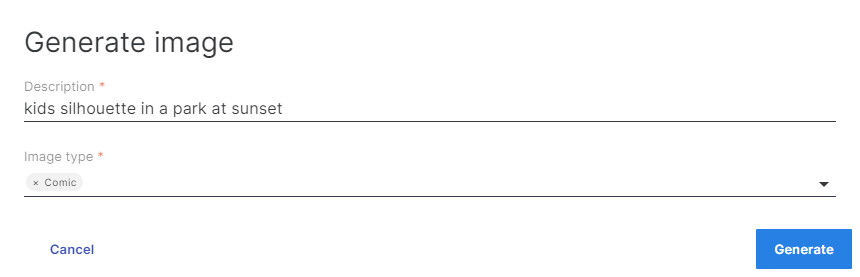 Generate image
Description *
kids silhouette in a park at sunset
Image type *
× Comic
Cancel
Generate